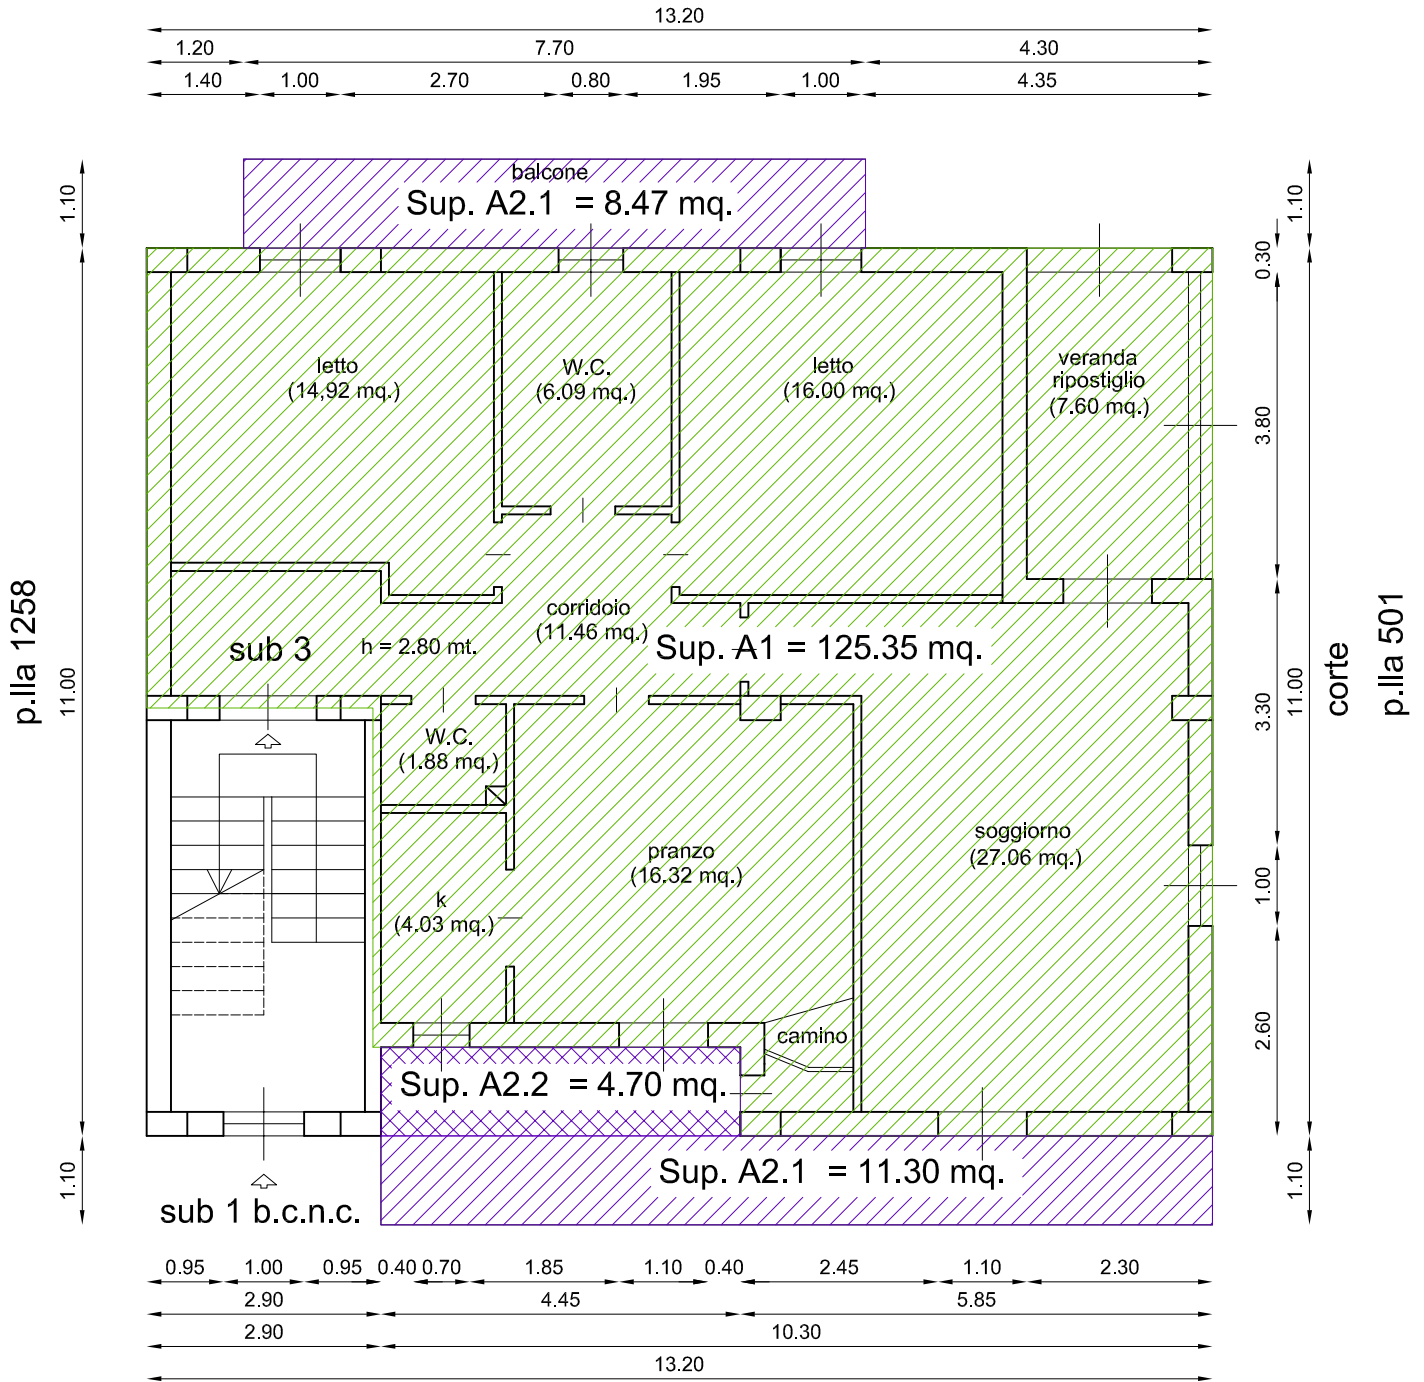 13.20
1.20 7.70 4.30
1.40 1.00 2.70 0.80 1.95 1.00 4.35
balcone
Sup. A2.1 = 8.47 mq.
1.10
1.10
0.30
letto
(14,92 mq.)
W.C.
(6.09 mq.)
letto
(16.00 mq.)
veranda
ripostiglio
(7.60 mq.)
3.80
p.lla 1258
11.00
sub 3
h = 2.80 mt.
corridoio
(11.46 mq.)
Sup. A1 = 125.35 mq.
3.30
11.00
corte
p.lla 501
W.C.
(1.88 mq.)
pranzo
(16.32 mq.)
soggiorno
(27.06 mq.)
k
(4.03 mq.)
1.00
camino
2.60
Sup. A2.2 = 4.70 mq.
1.10
Sup. A2.1 = 11.30 mq.
1.10
sub 1 b.c.n.c.
0.95 1.00 0.95 0.40 0.70 1.85 1.10 0.40 2.45 1.10 2.30
2.90 4.45 5.85
2.90 10.30
13.20